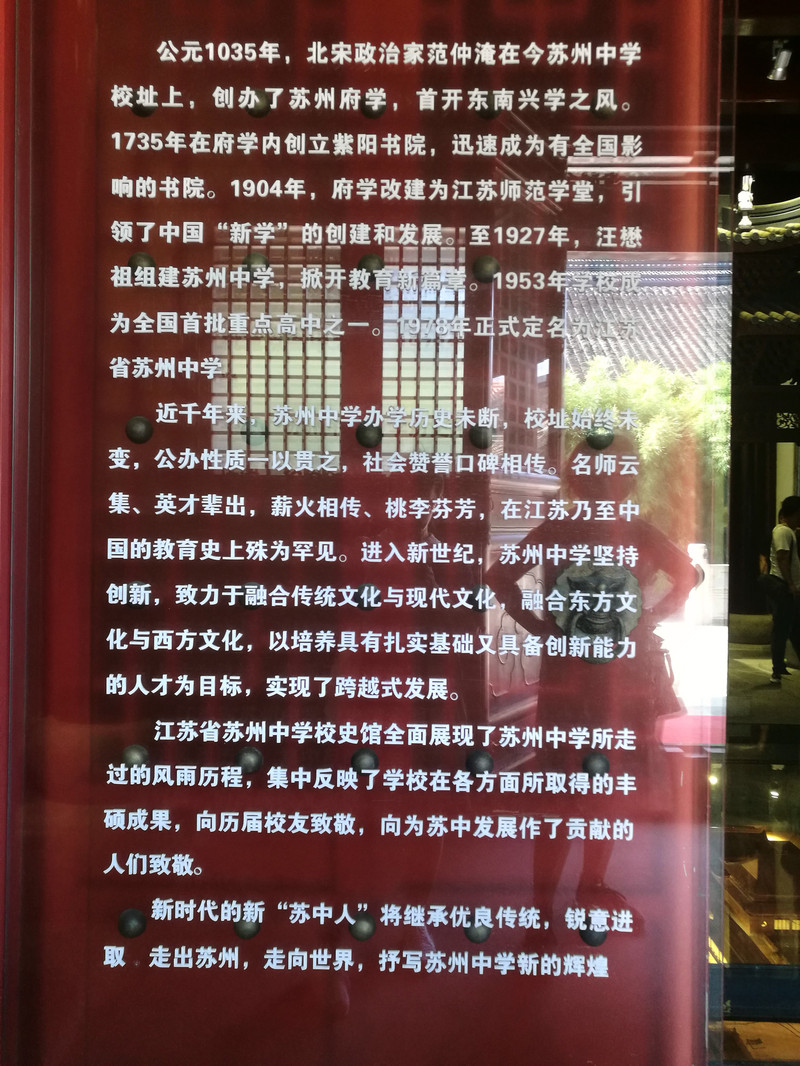 公元1035年，北宋政治家范仲淹在今苏州中学
校址上，创办了苏州府学，首开东南兴学之风。
1735年在府学内创立紫阳书院，迅速成为有全国影
响的书院。1904年，府学改建为江苏师范学堂，引
领了中国“新学”的创建和发展。至1927年，汪懋
祖组建苏州中学，掀开教育新篇章。1953年学校成
为全国首批重点高中之一。1978年正式定名为江苏
省苏州中学
近千年来，苏州中学办学历史未断，校址始终未
变，公办性质一以贯之，社会赞誉口碑相传。名师云
集、英才辈出，薪火相传、桃李芬芳，在江苏乃至中
国的教育史上殊为罕见。进入新世纪，苏州中学坚持
创新，致力于融合传统文化与现代文化，融合东方文
化与西方文化，以培养具有扎实基础又具备创新能力
的人才为目标，实现了跨越式发展。
江苏省苏州中学校史馆全面展现了苏州中学所走
过的风雨历程，集中反映了学校在各方面所取得的丰
硕成果，向历届校友致敬，向为苏中发展作了贡献的
人们致敬。
新时代的新“苏中人”将继承优良传统，锐意进
取 走出苏州，走向世界，抒写苏州中学新的辉煌